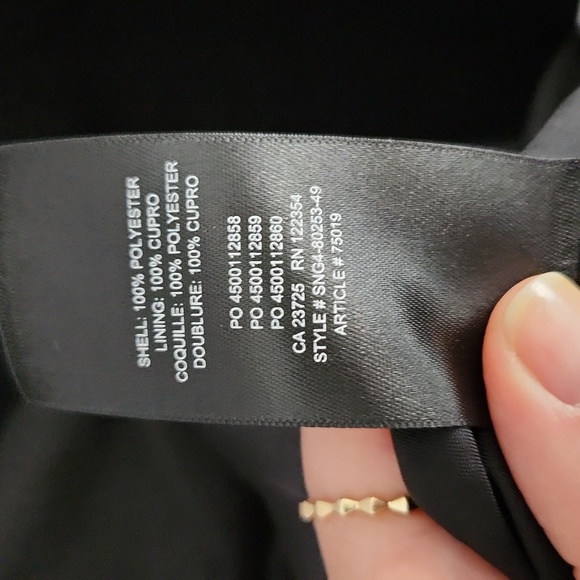 SHELL: 100% POLYESTER
LINING: 100% CUPRO
COQUILLE: 100% POLYESTER
DOUBLURE: 100% CUPRO
PO 4500112858
PO 4500112859
PO 4500112860
CA 23725 RN 122354
STYLE # SNG4-80253-49
ARTICLE # 75019